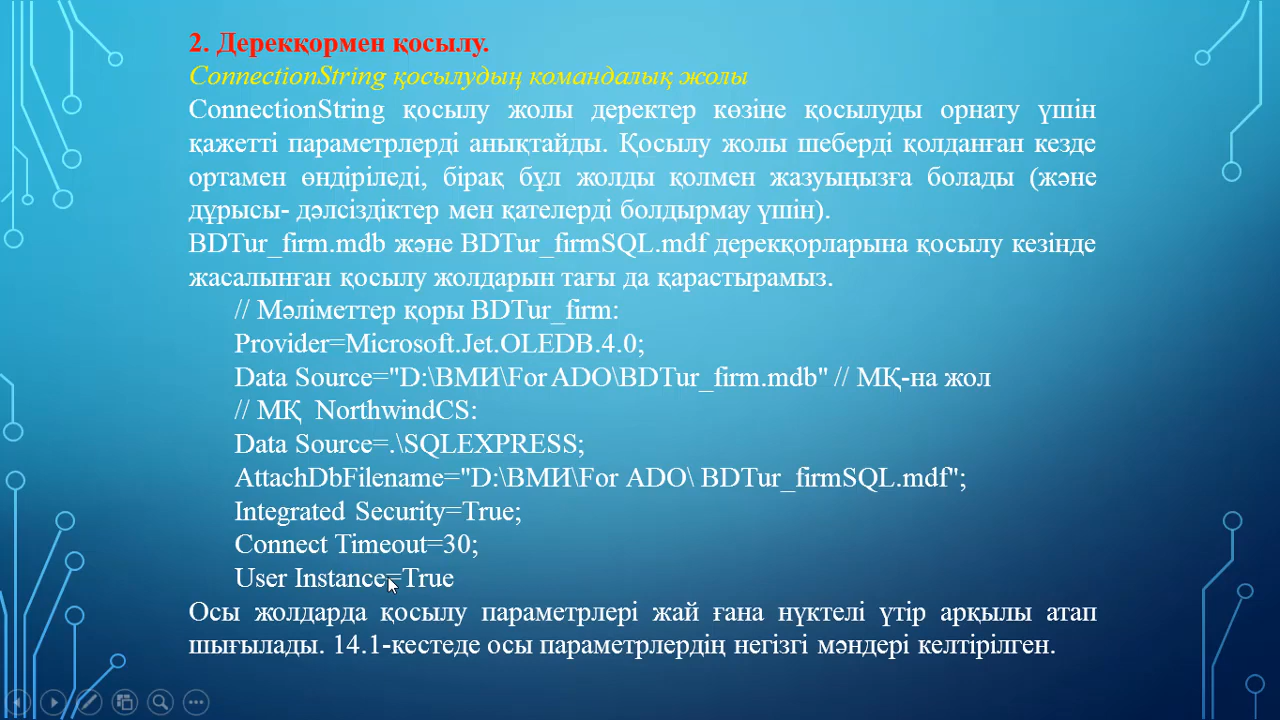 2. Дерекқормен қосылу.
ConnectionString қосылудың командалық жолы
ConnectionString қосылу жолы деректер көзіне қосылуды орнату үшін
қажетті параметрлерді анықтайды. Қосылу жолы шеберді қолданған кезде
ортамен өндіріледі, бірақ бұл жолды қолмен жазуыңызға болады (және
дұрысы- дәлсіздіктер мен қателерді болдырмау үшін).
BDTur_firm.mdb және BDTur_firmSQL.mdf дерекқорларына қосылу кезінде
жасалынған қосылу жолдарын тағы да қарастырамыз.
// Мәліметтер қоры BDTur_firm:
Provider=Microsoft.Jet.OLEDB.4.0;
Data Source="D:\ВМИ\For ADO\BDTur_firm.mdb" // МҚ-на жол
// МҚ NorthwindCS:
Data Source=.\SQLEXPRESS;
AttachDbFilename="D:\ВМИ\For ADO\ BDTur_firmSQL.mdf";
Integrated Security=True;
Connect Timeout=30;
User Instance=True
Осы жолдарда қосылу параметрлері жай ғана нүктелі үтір арқылы атап
шығылады. 14.1-кестеде осы параметрлердің негізгі мәндері келтірілген.